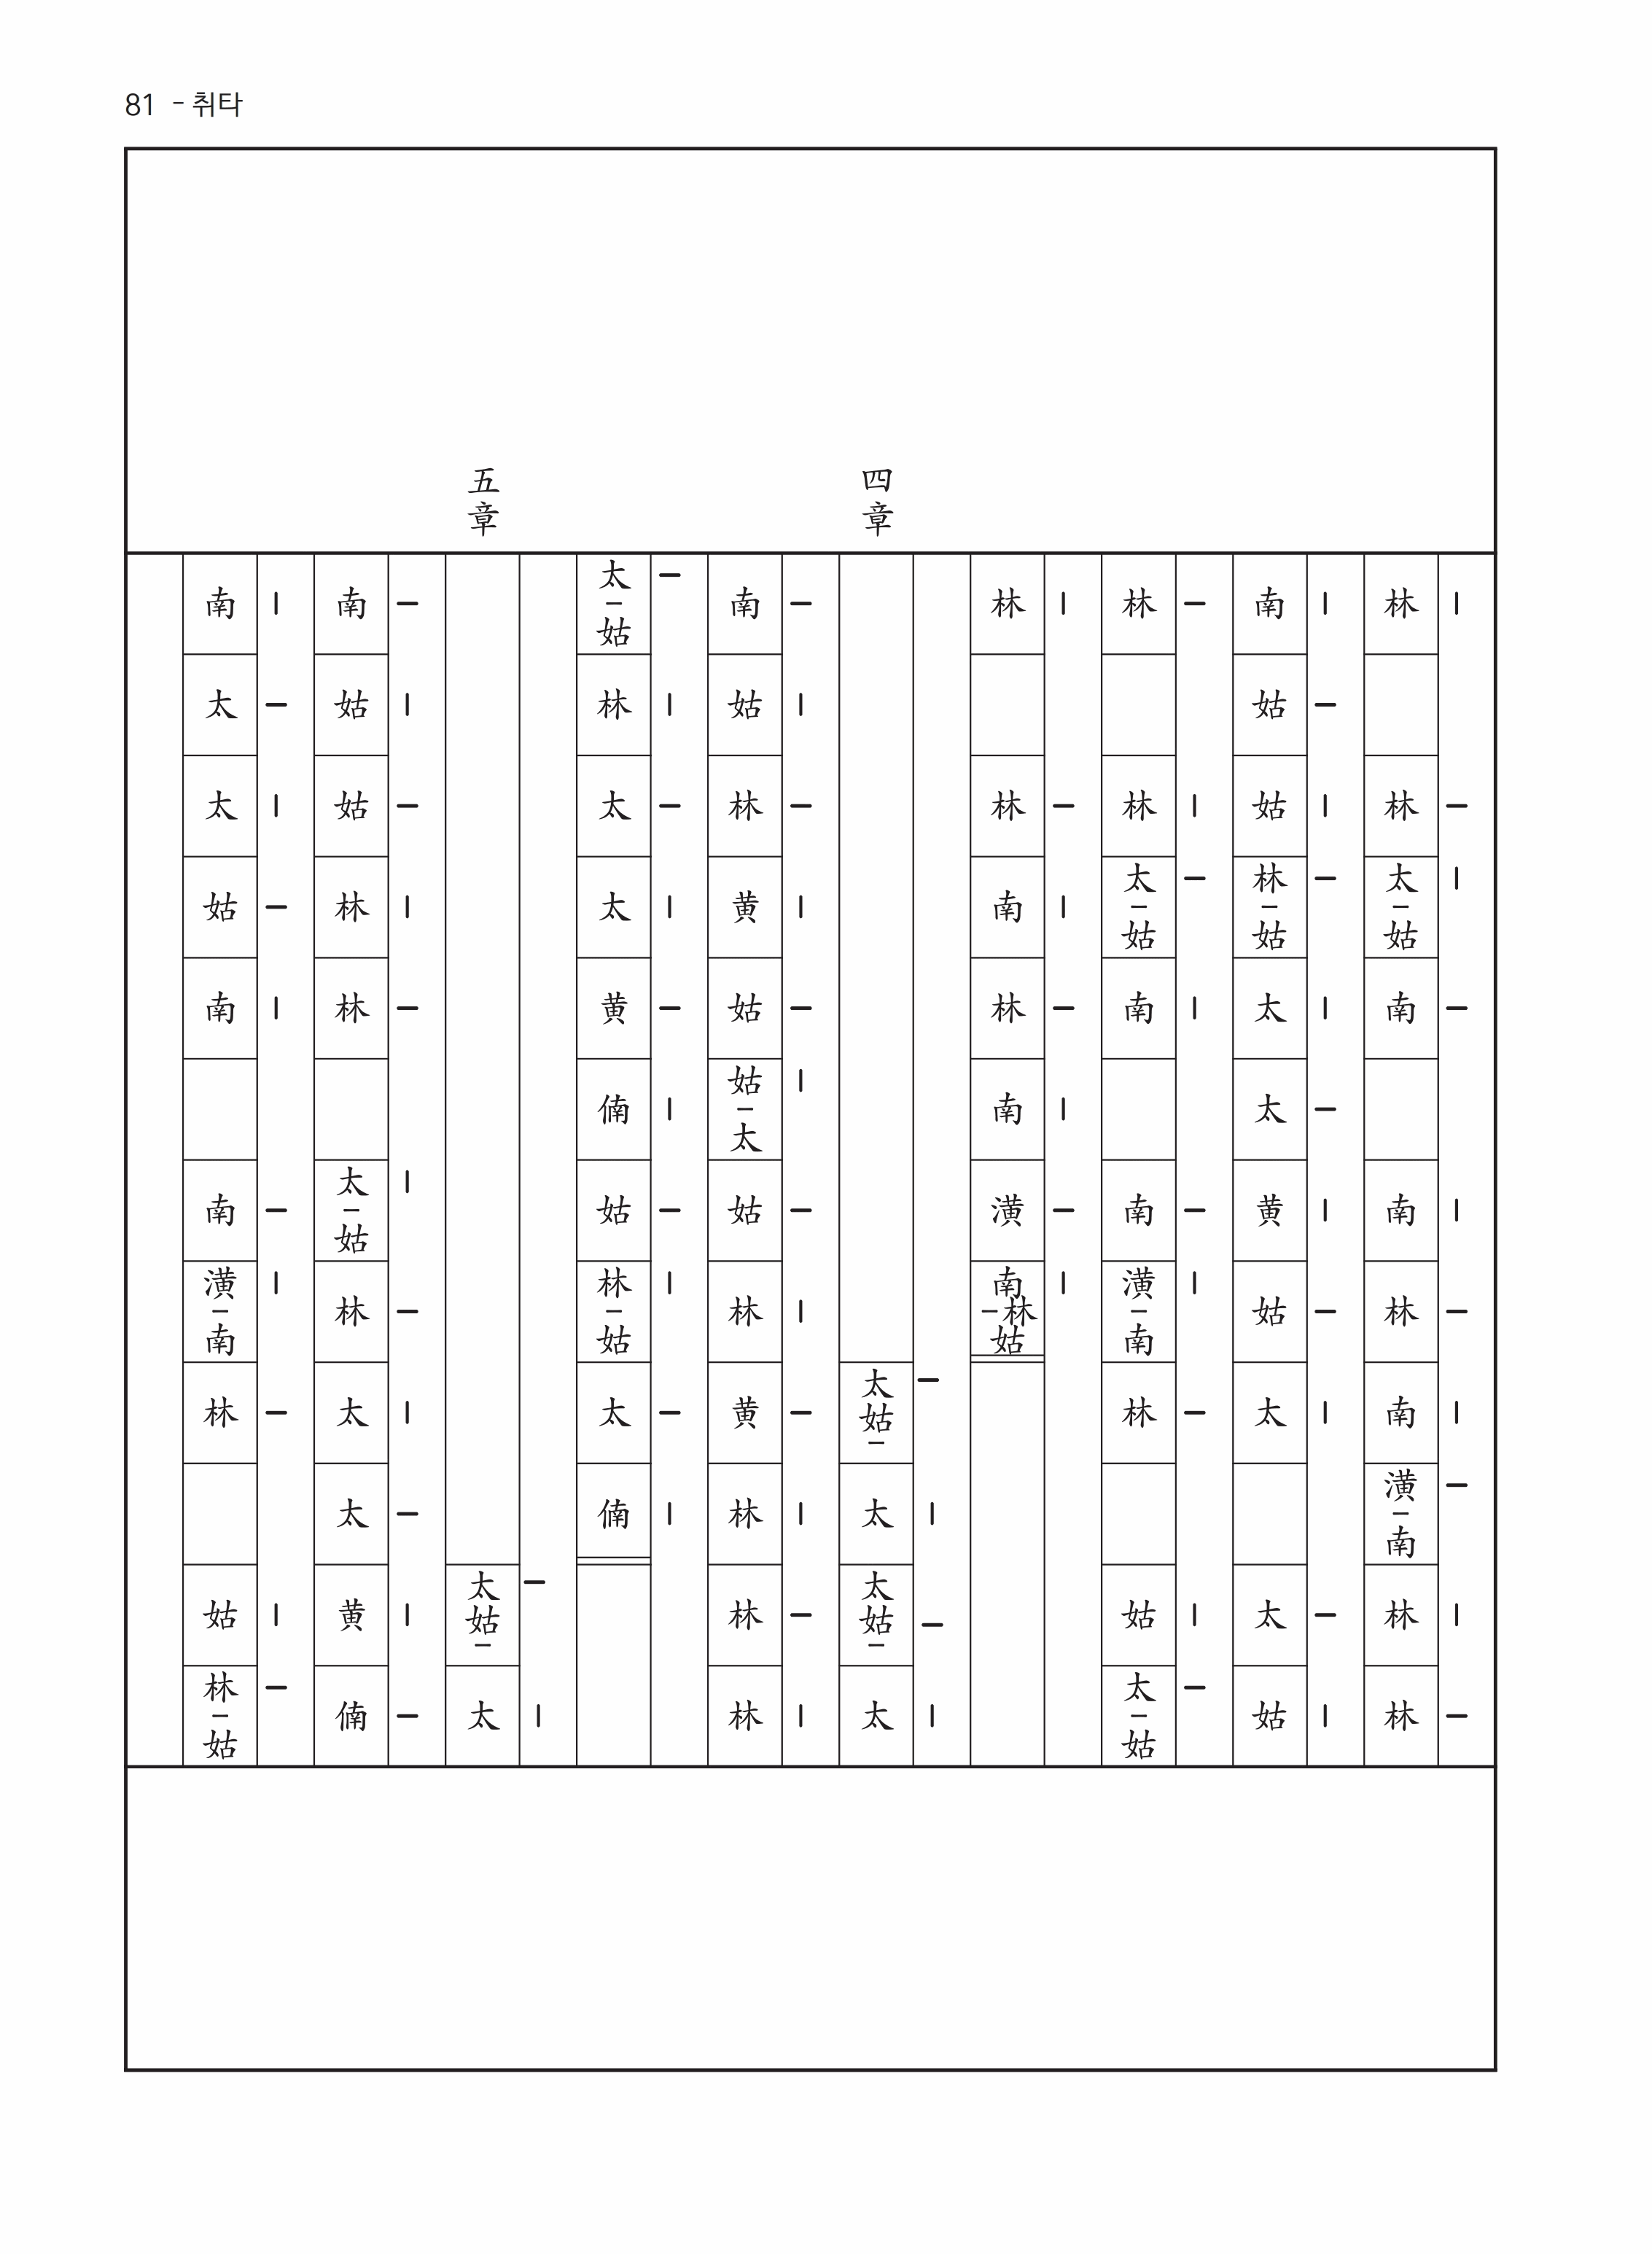 81 - 취타
林 林 太-姑 南 南 林 南 潢-南 林 林
南 姑 姑 林-姑 太 太 黄 姑 太 太 姑
林 林 太-姑 南 南 潢-南 林 姑 太-姑
林 林 南 林 南 潢 南-林姑
四章
太姑- 太 太姑- 太
南 姑 林 黄 姑 姑-太 姑 林 黄 林 林 林
太-姑 林 太 太 黄 㑲 姑 林-姑 太 㑲
五章
太姑- 太
南 姑 姑 林 林 太-姑 林 太 太 黄 㑲
南 太 太 姑 南 南 潢-南 林 姑 林-姑